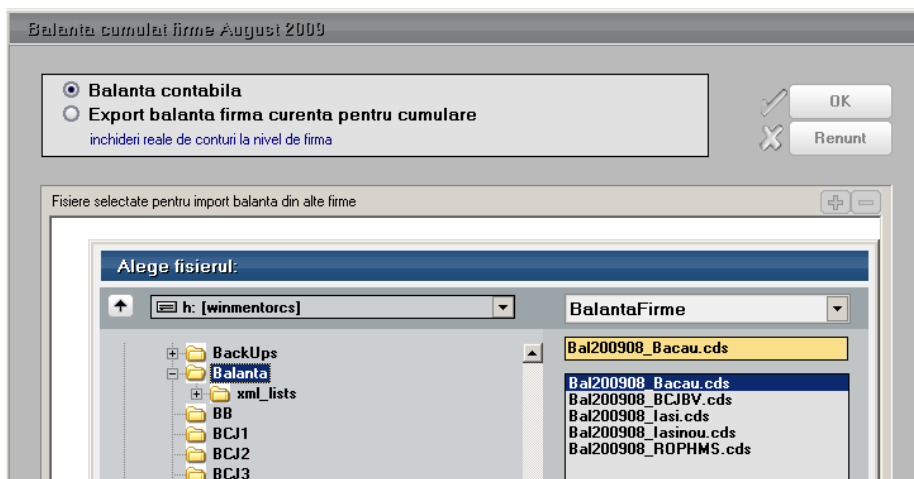 Balanta cumulat firme August 2009
Balanta contabila
Export balanta firma curenta pentru cumulare
inchideri reale de conturi la nivel de firma
OK
Renunt
Fisiere selectate pentru import balanta din alte firme
Alege fisierul:
h: [winmentorcs]
BalantaFirme
BackUps
Balanta
xml_lists
BB
BCJ1
BCJ2
BCJ3
Bal200908_Bacau.cds
Bal200908_Bacau.cds
Bal200908_BCJBV.cds
Bal200908_Iasi.cds
Bal200908_Iasinou.cds
Bal200908_ROPHMS.cds